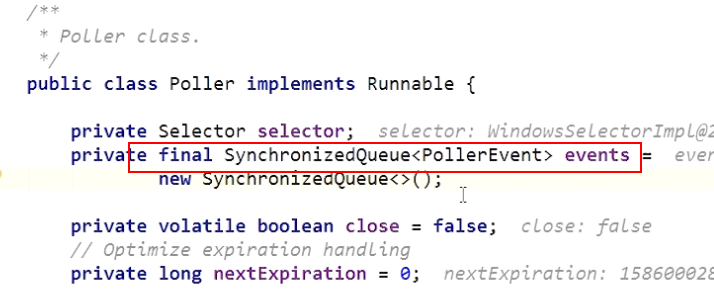 /**
* Poller class.
*/
public class Poller implements Runnable {
private Selector selector; selector: WindowsSelectorImpl@2
private final SynchronizedQueue<PollerEvent> events = even
new SynchronizedQueue<>();
private volatile boolean close = false; close: false
// Optimize expiration handling
private long nextExpiration = 0; nextExpiration: 158600028